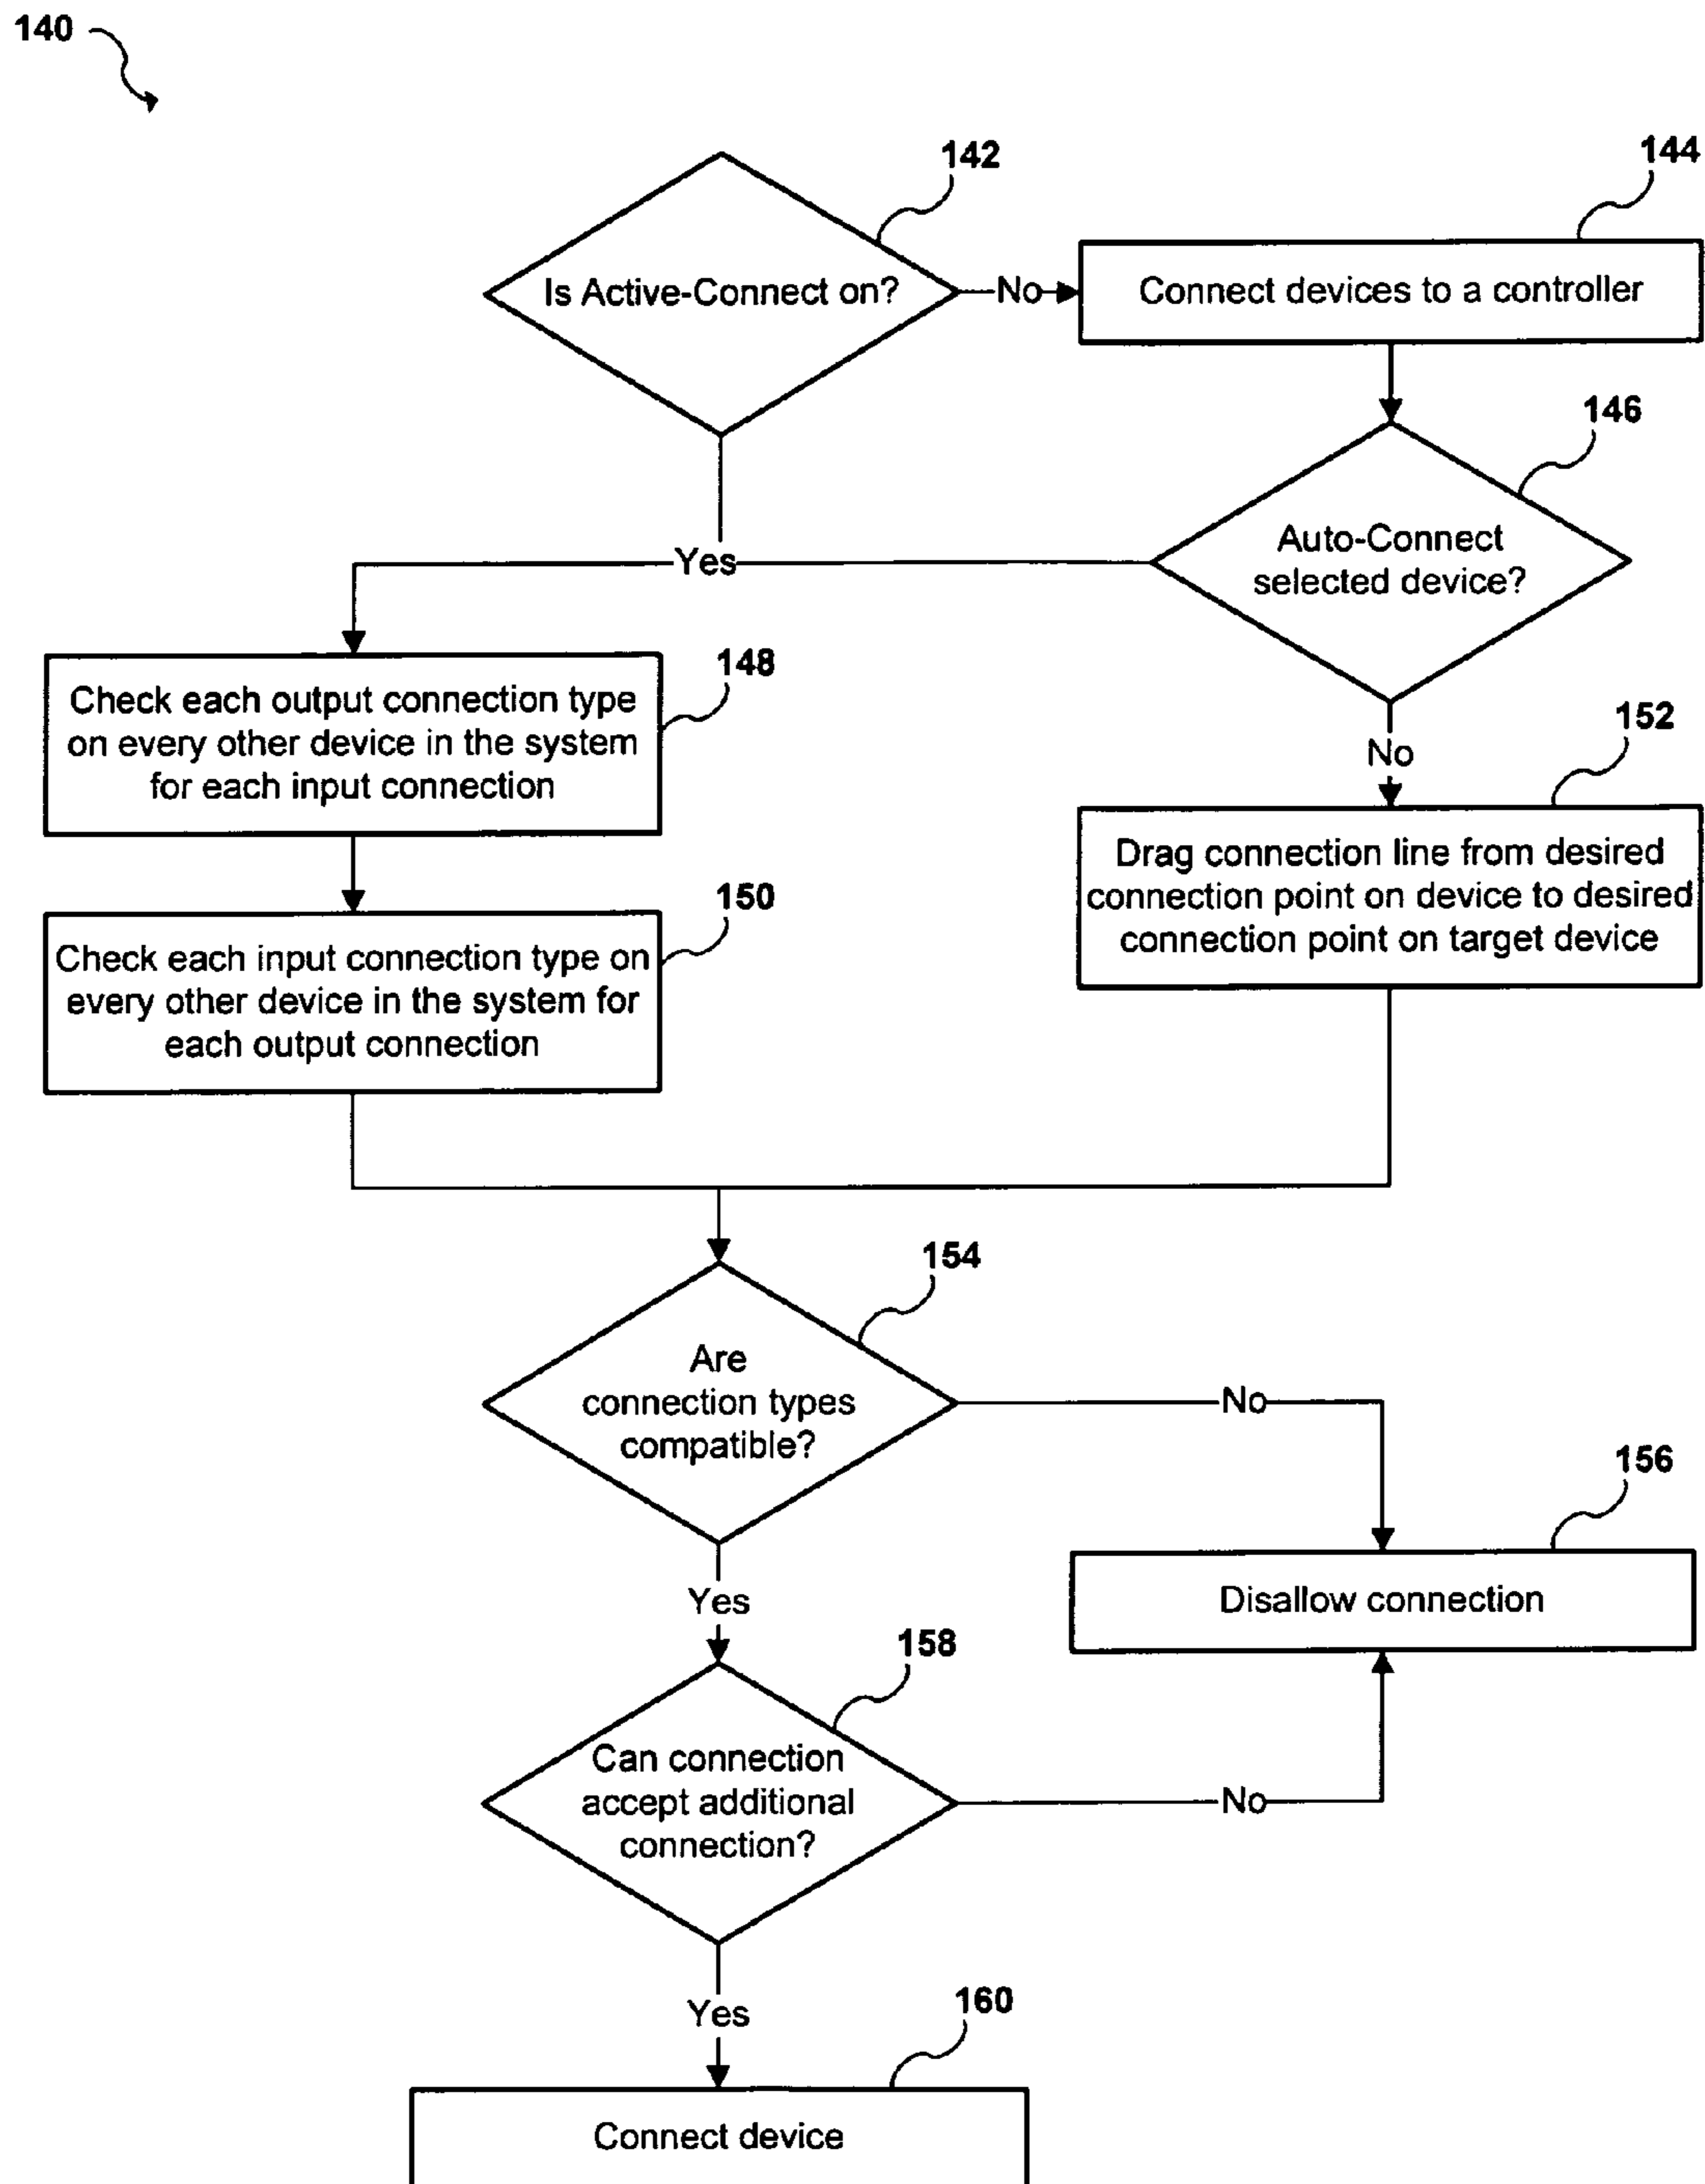 140
142
144
Is Active-Connect on?
No
Connect devices to a controller
146
Auto-Connect
selected device?
Yes
148
Check each output connection type
on every other device in the system
for each input connection
No
152
150
Drag connection line from desired
connection point on device to desired
connection point on target device
Check each input connection type on
every other device in the system for
each output connection
154
Are
connection types
compatible?
No
156
Yes
Disallow connection
158
Can connection
accept additional
connection?
No
Yes
160
Connect device